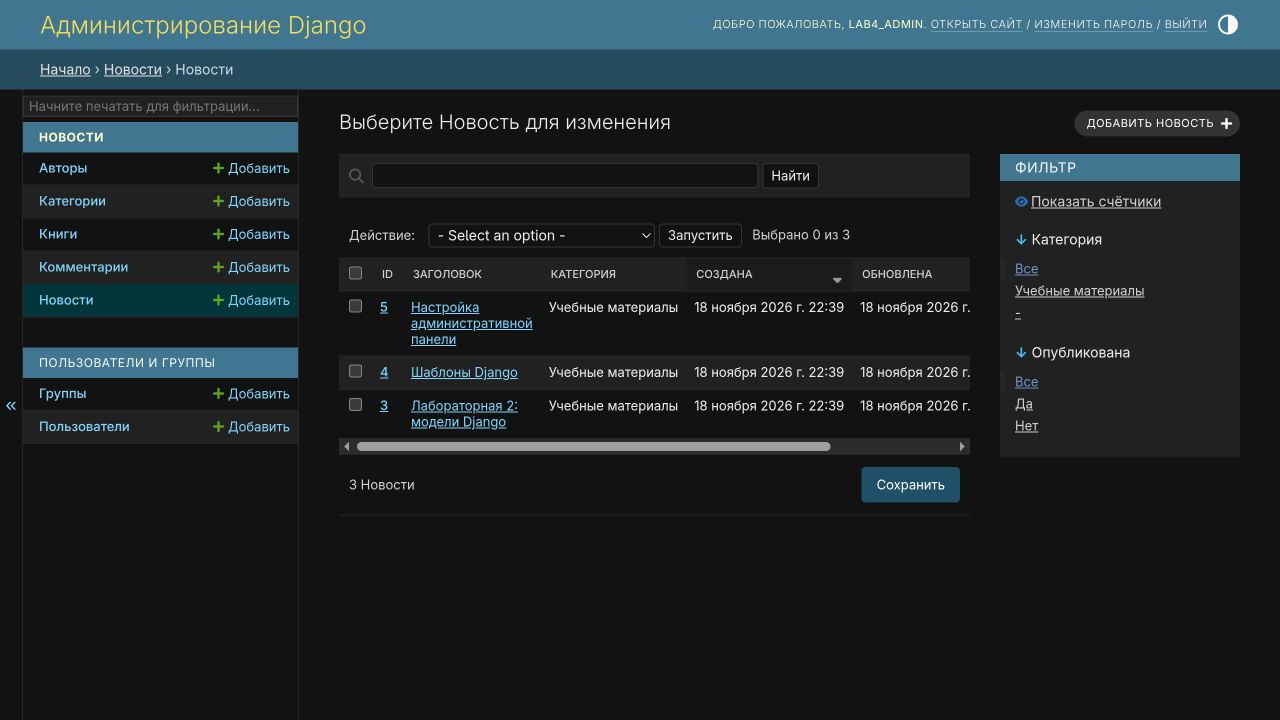 Администрирование Django
ДОБРО ПОЖАЛОВАТЬ, LAB4_ADMIN. ОТКРЫТЬ САЙТ / ИЗМЕНИТЬ ПАРОЛЬ / ВЫЙТИ
Начало › Новости › Новости
Начните печатать для фильтрации...
НОВОСТИ
Авторы + Добавить
Категории + Добавить
Книги + Добавить
Комментарии + Добавить
Новости + Добавить
ПОЛЬЗОВАТЕЛИ И ГРУППЫ
Группы + Добавить
Пользователи + Добавить
«
Выберите Новость для изменения
ДОБАВИТЬ НОВОСТЬ +
Найти
Действие: - Select an option - Запустить Выбрано 0 из 3
ID ЗАГОЛОВОК КАТЕГОРИЯ СОЗДАНА ОБНОВЛЕНА
5 Настройка Учебные материалы 18 ноября 2026 г. 22:39 18 ноября 2026 г.
административной
панели
4 Шаблоны Django Учебные материалы 18 ноября 2026 г. 22:39 18 ноября 2026 г.
3 Лабораторная 2: Учебные материалы 18 ноября 2026 г. 22:39 18 ноября 2026 г.
модели Django
3 Новости
Сохранить
ФИЛЬТР
Показать счётчики
↓ Категория
Все
Учебные материалы
-
↓ Опубликована
Все
Да
Нет